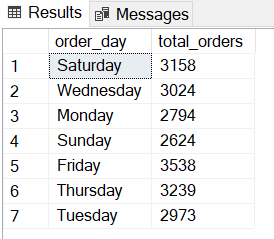 Results Messages
order_day total_orders
1 Saturday 3158
2 Wednesday 3024
3 Monday 2794
4 Sunday 2624
5 Friday 3538
6 Thursday 3239
7 Tuesday 2973